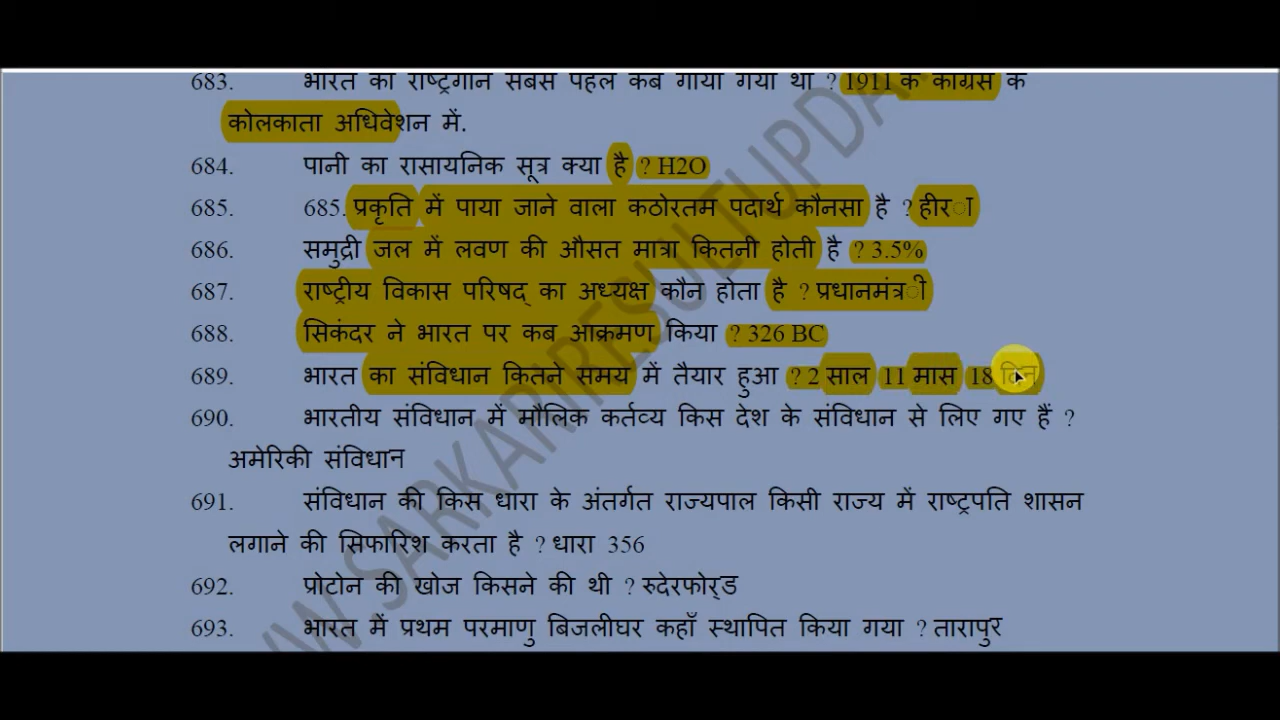 683. भारत का राष्ट्रगान सबसे पहले कब गाया गया था ? 1911 के कांग्रेस के
कोलकाता अधिवेशन में.
684. पानी का रासायनिक सूत्र क्या है ? H2O
685. 685. प्रकृति में पाया जाने वाला कठोरतम पदार्थ कौनसा है ? हीरा
686. समुद्री जल में लवण की औसत मात्रा कितनी होती है ? 3.5%
687. राष्ट्रीय विकास परिषद् का अध्यक्ष कौन होता है ? प्रधानमंत्री
688. सिकंदर ने भारत पर कब आक्रमण किया ? 326 BC
689. भारत का संविधान कितने समय में तैयार हुआ ? 2 साल 11 मास 18 दिन
690. भारतीय संविधान में मौलिक कर्तव्य किस देश के संविधान से लिए गए हैं ?
अमेरिकी संविधान
691. संविधान की किस धारा के अंतर्गत राज्यपाल किसी राज्य में राष्ट्रपति शासन
लगाने की सिफारिश करता है ? धारा 356
692. प्रोटोन की खोज किसने की थी ? रुदेरफोर्ड
693. भारत में प्रथम परमाणु बिजलीघर कहाँ स्थापित किया गया ? तारापुर
WWW.SARKARIRESULTUPDA